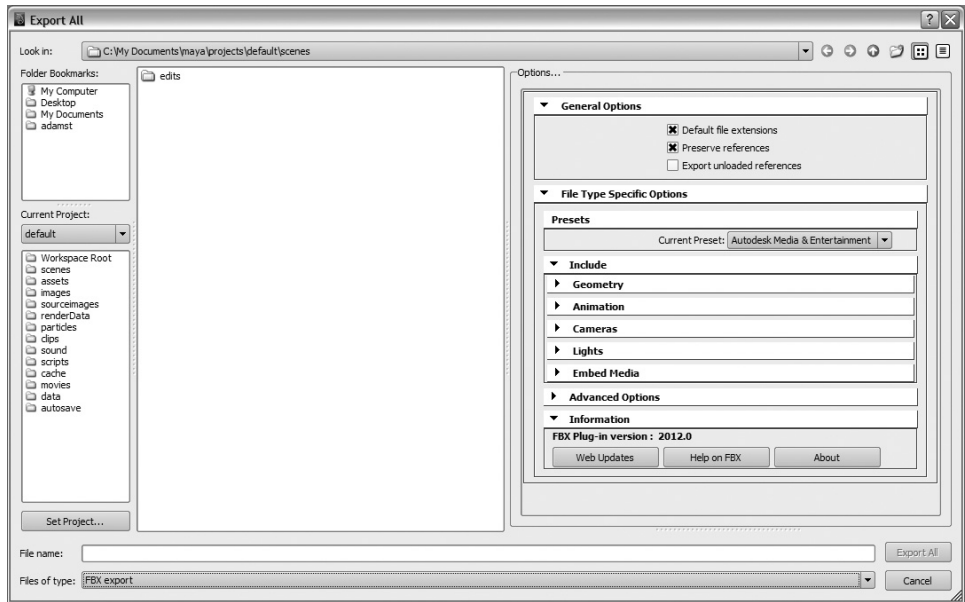 Export All
Look in:
C:\My Documents\maya\projects\default\scenes
Folder Bookmarks:
My Computer
Desktop
My Documents
adamst
Current Project:
default
Workspace Root
scenes
assets
images
sourceimages
renderData
particles
clips
sound
scripts
cache
movies
data
autosave
Set Project...
edits
Options...
General Options
Default file extensions
Preserve references
Export unloaded references
File Type Specific Options
Presets
Current Preset: Autodesk Media & Entertainment
Include
Geometry
Animation
Cameras
Lights
Embed Media
Advanced Options
Information
FBX Plug-in version : 2012.0
Web Updates
Help on FBX
About
File name:
Export All
Files of type: FBX export
Cancel